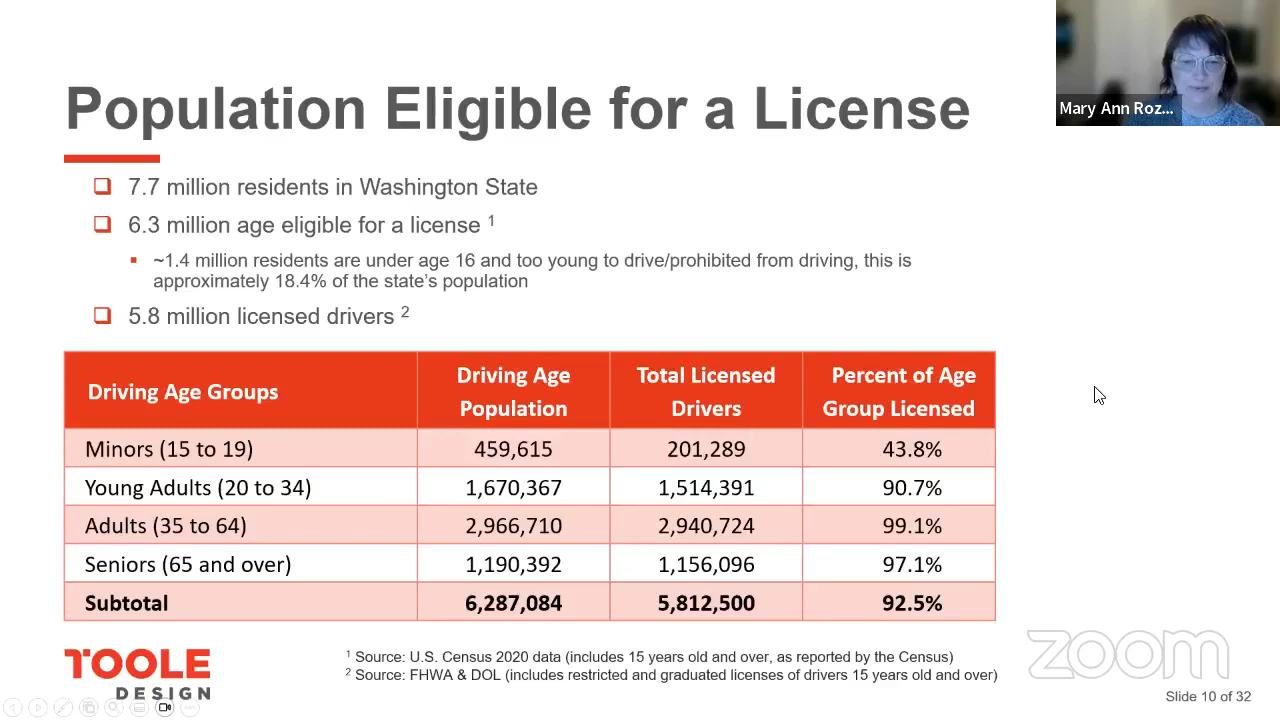 Mary Ann Roz...
Population Eligible for a License
7.7 million residents in Washington State
6.3 million age eligible for a license 1
~1.4 million residents are under age 16 and too young to drive/prohibited from driving, this is
approximately 18.4% of the state's population
5.8 million licensed drivers 2
Driving Age Groups Driving Age Population Total Licensed Drivers Percent of Age Group Licensed
Minors (15 to 19) 459,615 201,289 43.8%
Young Adults (20 to 34) 1,670,367 1,514,391 90.7%
Adults (35 to 64) 2,966,710 2,940,724 99.1%
Seniors (65 and over) 1,190,392 1,156,096 97.1%
Subtotal 6,287,084 5,812,500 92.5%
TOOLE
DESIGN
1 Source: U.S. Census 2020 data (includes 15 years old and over, as reported by the Census)
2 Source: FHWA & DOL (includes restricted and graduated licenses of drivers 15 years old and over)
zoom
Slide 10 of 32